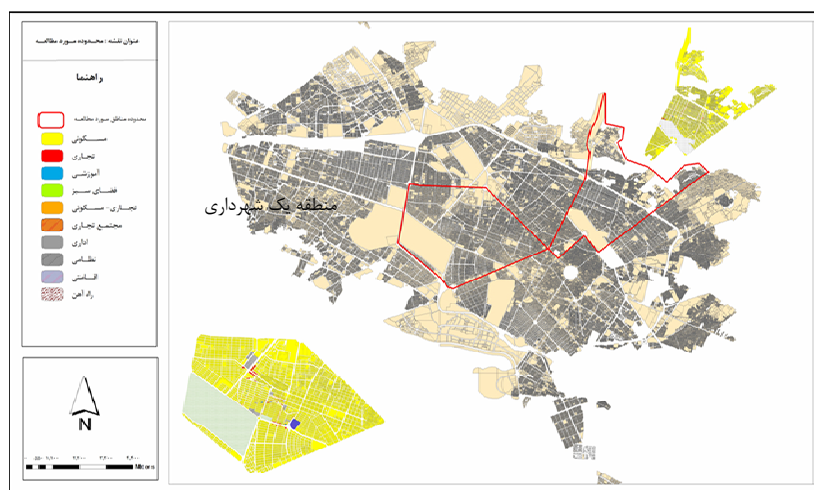 عنوان نقشه : محدوده مورد مطالعه
راهنما
محدوده مناطق مورد مطالعه
مسکونی
تجاری
آموزشی
فضای سبز
تجاری - مسکونی
مجتمع تجاری
اداری
نظامی
اقامتی
راه آهن
منطقه یک شهرداری
N